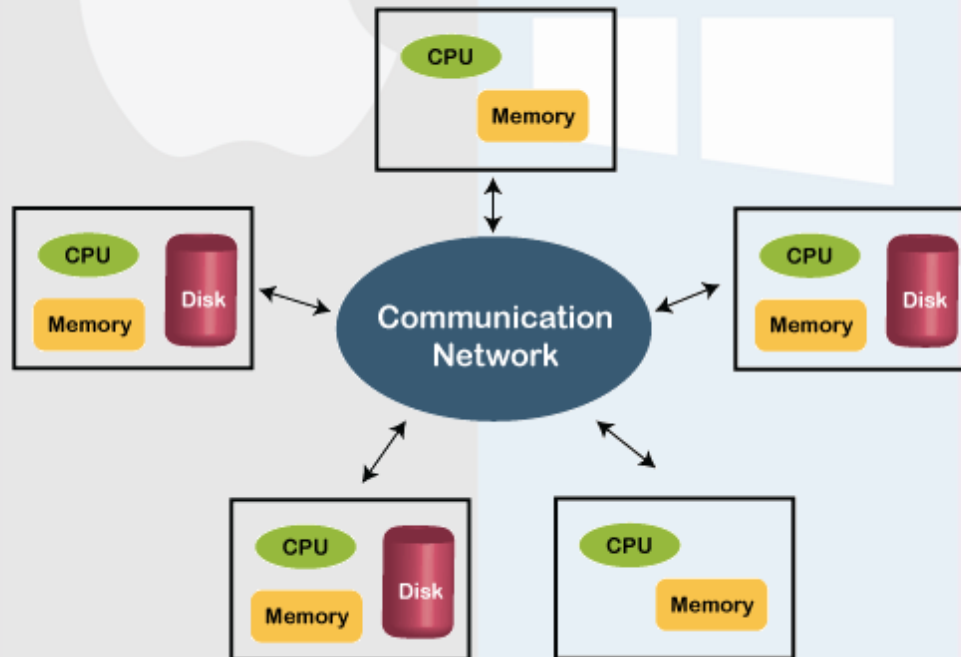 CPU
Memory
CPU
Memory
Disk
Communication
Network
CPU
Memory
Disk
CPU
Memory
Disk
CPU
Memory